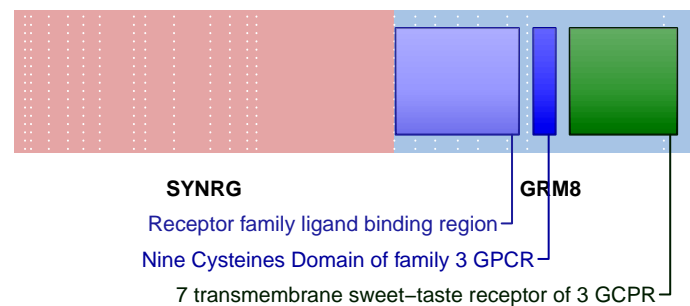 SYNRG GRM8
Receptor family ligand binding region
Nine Cysteines Domain of family 3 GPCR
7 transmembrane sweet−taste receptor of 3 GCPR